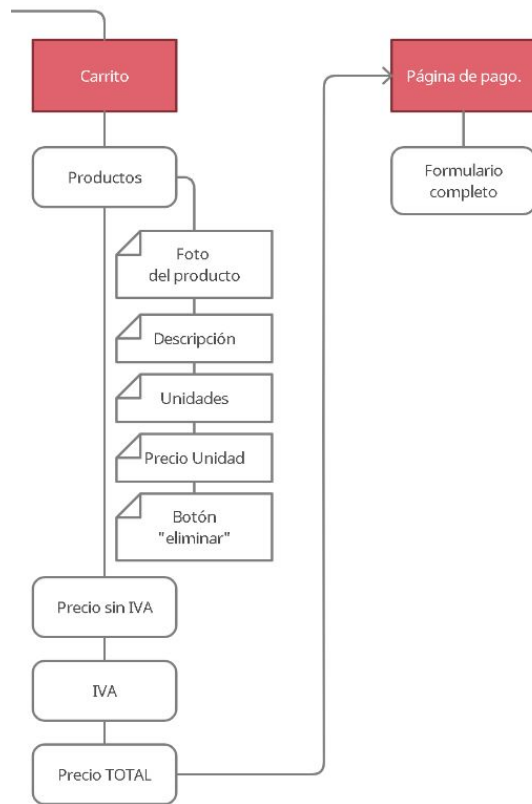 Carrito
Productos
Foto
del producto
Descripción
Unidades
Precio Unidad
Botón
"eliminar"
Precio sin IVA
IVA
Precio TOTAL
Página de pago.
Formulario
completo